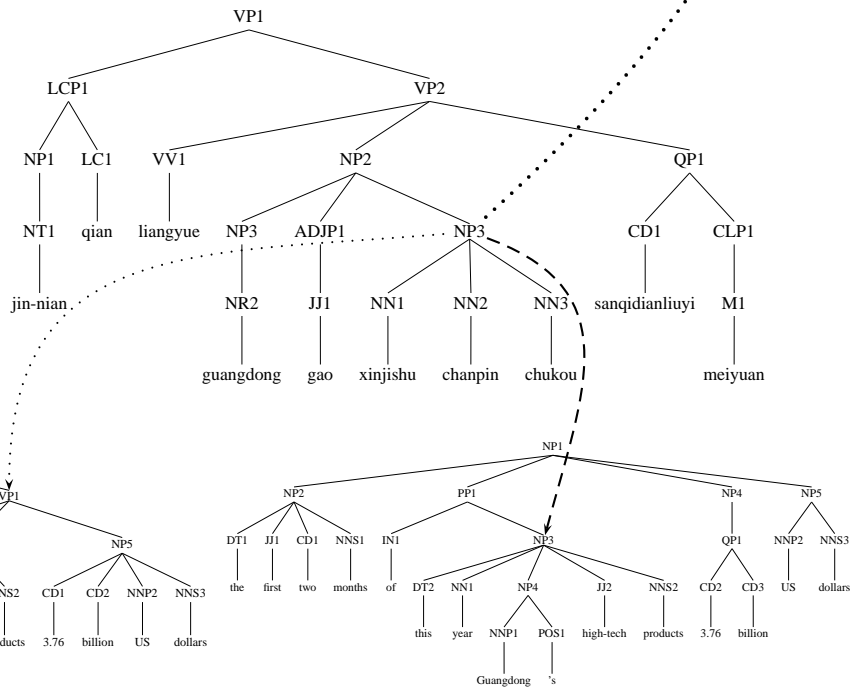 VP1
LCP1 VP2
NP1 LC1 VV1 NP2 QP1
NT1 qian liangyue NP3 ADJP1 NP3 CD1 CLP1
jin-nian NR2 JJ1 NN1 NN2 NN3 sanqidianliuyi M1
guangdong gao xinjishu chanpin chukou meiyuan
NP1
VP1 NP2 PP1 NP4 NP5
NP5 DT1 JJ1 CD1 NNS1 IN1 NP3 QP1 NNP2 NNS3
the first two months of US dollars
NS2 CD1 CD2 NNP2 NNS3 DT2 NN1 NP4 JJ2 NNS2 CD2 CD3
ducts 3.76 billion US dollars this year NNP1 POS1 high-tech products 3.76 billion
Guangdong 's